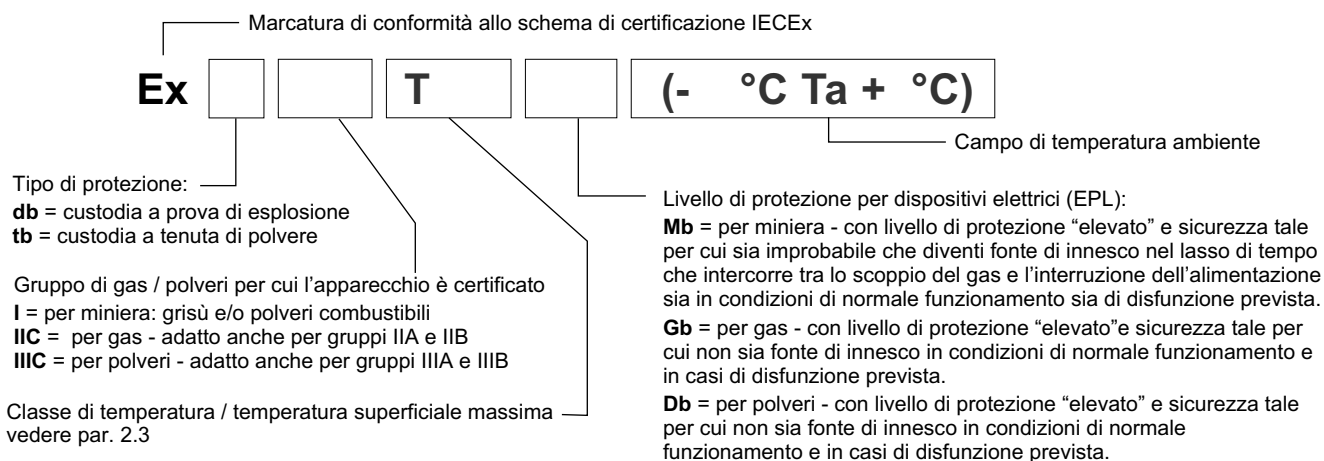 Marcatura di conformità allo schema di certificazione IECEx
Ex T (- °C Ta + °C)
Campo di temperatura ambiente
Tipo di protezione:
db = custodia a prova di esplosione
tb = custodia a tenuta di polvere
Gruppo di gas / polveri per cui l'apparecchio è certificato
I = per miniera: grisù e/o polveri combustibili
IIC = per gas - adatto anche per gruppi IIA e IIB
IIIC = per polveri - adatto anche per gruppi IIIA e IIIB
Classe di temperatura / temperatura superficiale massima
vedere par. 2.3
Livello di protezione per dispositivi elettrici (EPL):
Mb = per miniera - con livello di protezione “elevato” e sicurezza tale
per cui sia improbabile che diventi fonte di innesco nel lasso di tempo
che intercorre tra lo scoppio del gas e l'interruzione dell'alimentazione
sia in condizioni di normale funzionamento sia di disfunzione prevista.
Gb = per gas - con livello di protezione “elevato”e sicurezza tale per
cui non sia fonte di innesco in condizioni di normale funzionamento e
in casi di disfunzione prevista.
Db = per polveri - con livello di protezione “elevato” e sicurezza tale
per cui non sia fonte di innesco in condizioni di normale
funzionamento e in casi di disfunzione prevista.